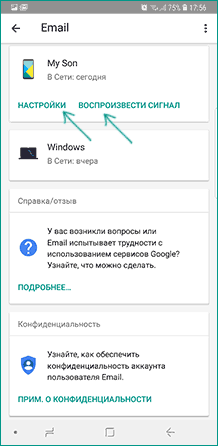 75% 17:56
Email
My Son
В Сети: сегодня
НАСТРОЙКИ ВОСПРОИЗВЕСТИ СИГНАЛ
Windows
В Сети: вчера
Справка/отзыв
У вас возникли вопросы или
Email испытывает трудности с
использованием сервисов Google?
Узнайте, что можно сделать.
ПОДРОБНЕЕ...
Конфиденциальность
Узнайте, как обеспечить
конфиденциальность аккаунта
пользователя Email.
ПРИМ. О КОНФИДЕНЦИАЛЬНОСТИ